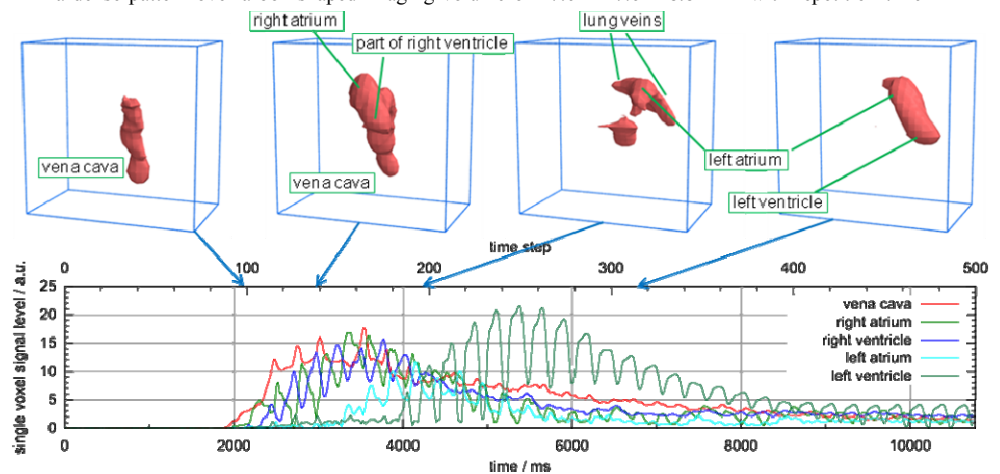 right atrium
part of right ventricle
lung veins
vena cava
vena cava
left atrium
left ventricle
time step
0 100 200 300 400 500
single voxel signal level / a.u.
25
20
15
10
5
0
vena cava
right atrium
right ventricle
left atrium
left ventricle
0 2000 4000 6000 8000 10000
time / ms